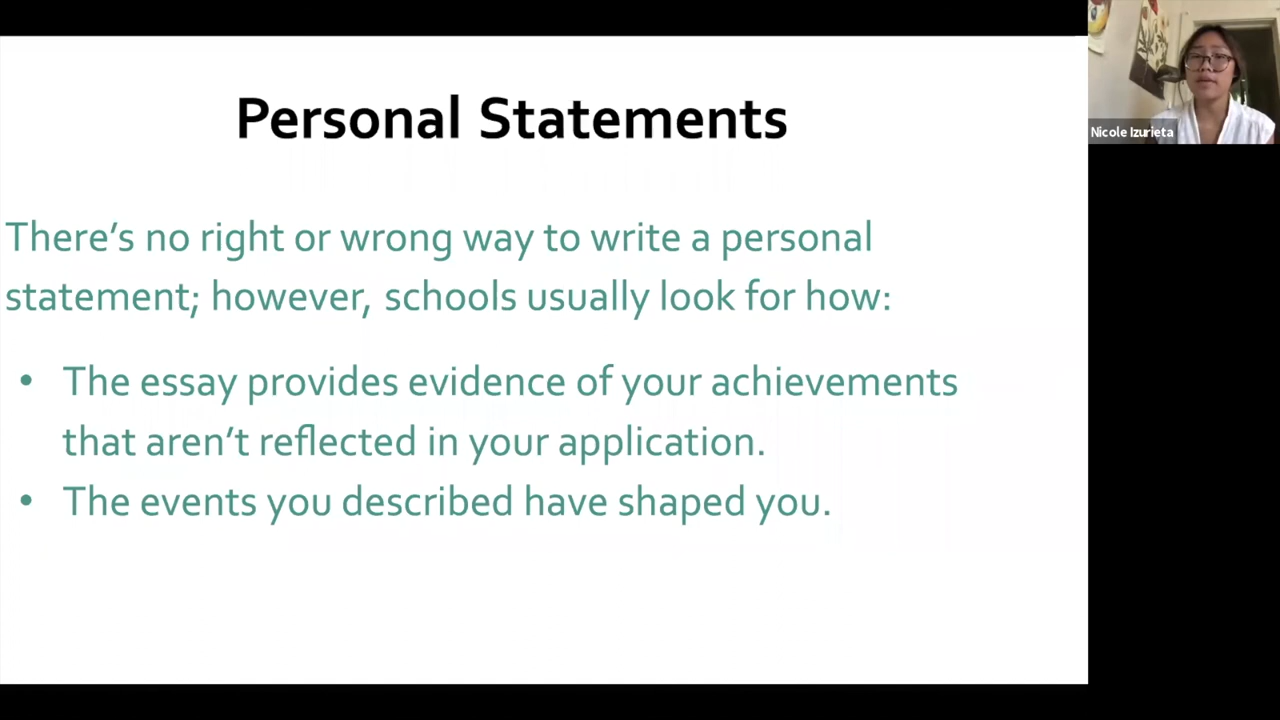 Personal Statements
There’s no right or wrong way to write a personal
statement; however, schools usually look for how:
• The essay provides evidence of your achievements
that aren’t reflected in your application.
• The events you described have shaped you.
Nicole Izurieta